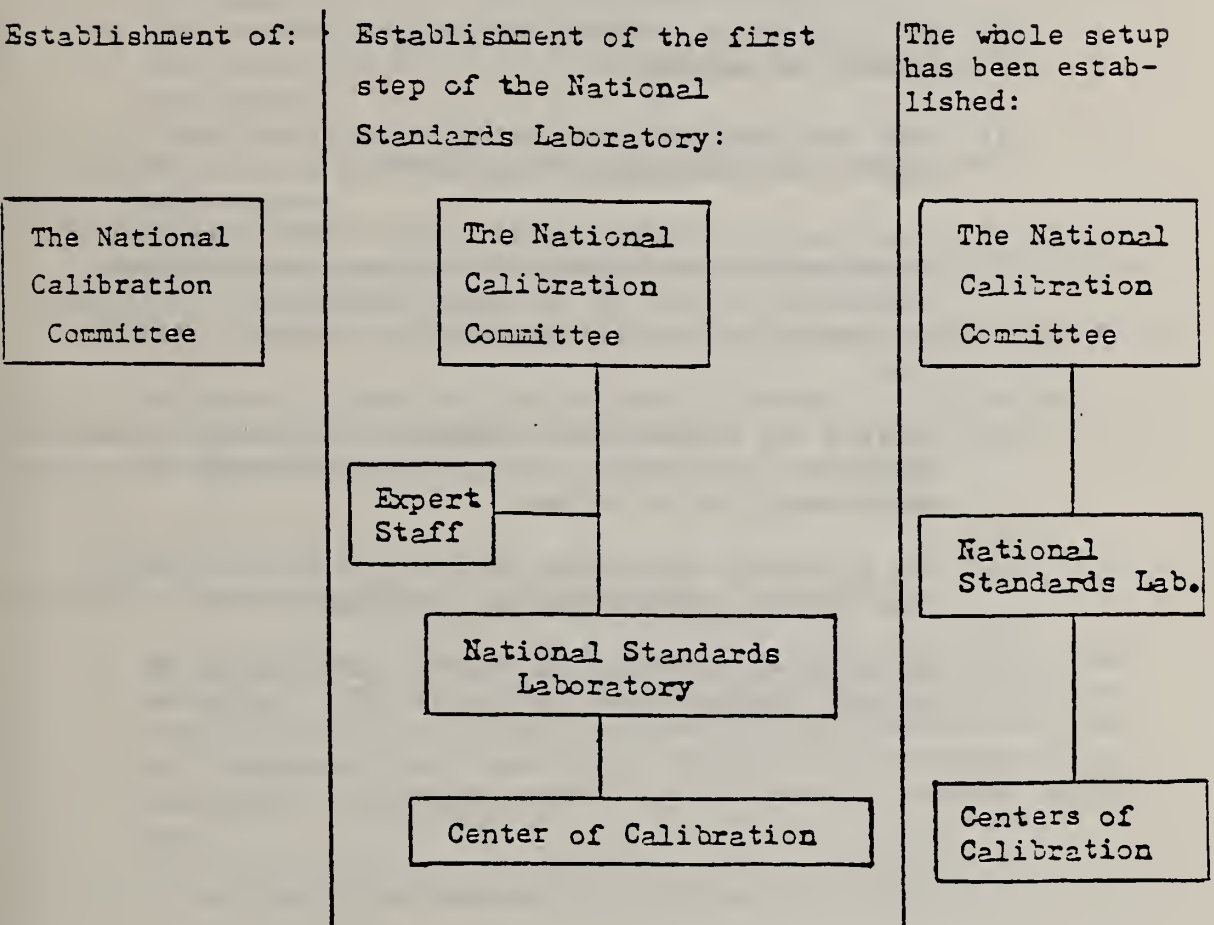 Establishment of:
The National
Calibration
Committee
Establishment of the first
step of the National
Standards Laboratory:
The National
Calibration
Committee
Expert
Staff
National Standards
Laboratory
Center of Calibration
The whole setup
has been estab-
lished:
The National
Calibration
Committee
National
Standards Lab.
Centers of
Calibration